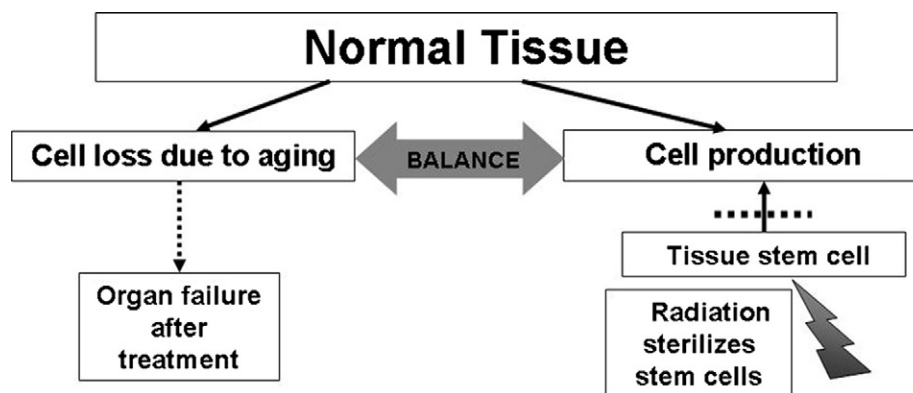 Normal Tissue
Cell loss due to aging
BALANCE
Cell production
Tissue stem cell
Organ failure
after
treatment
Radiation
sterilizes
stem cells